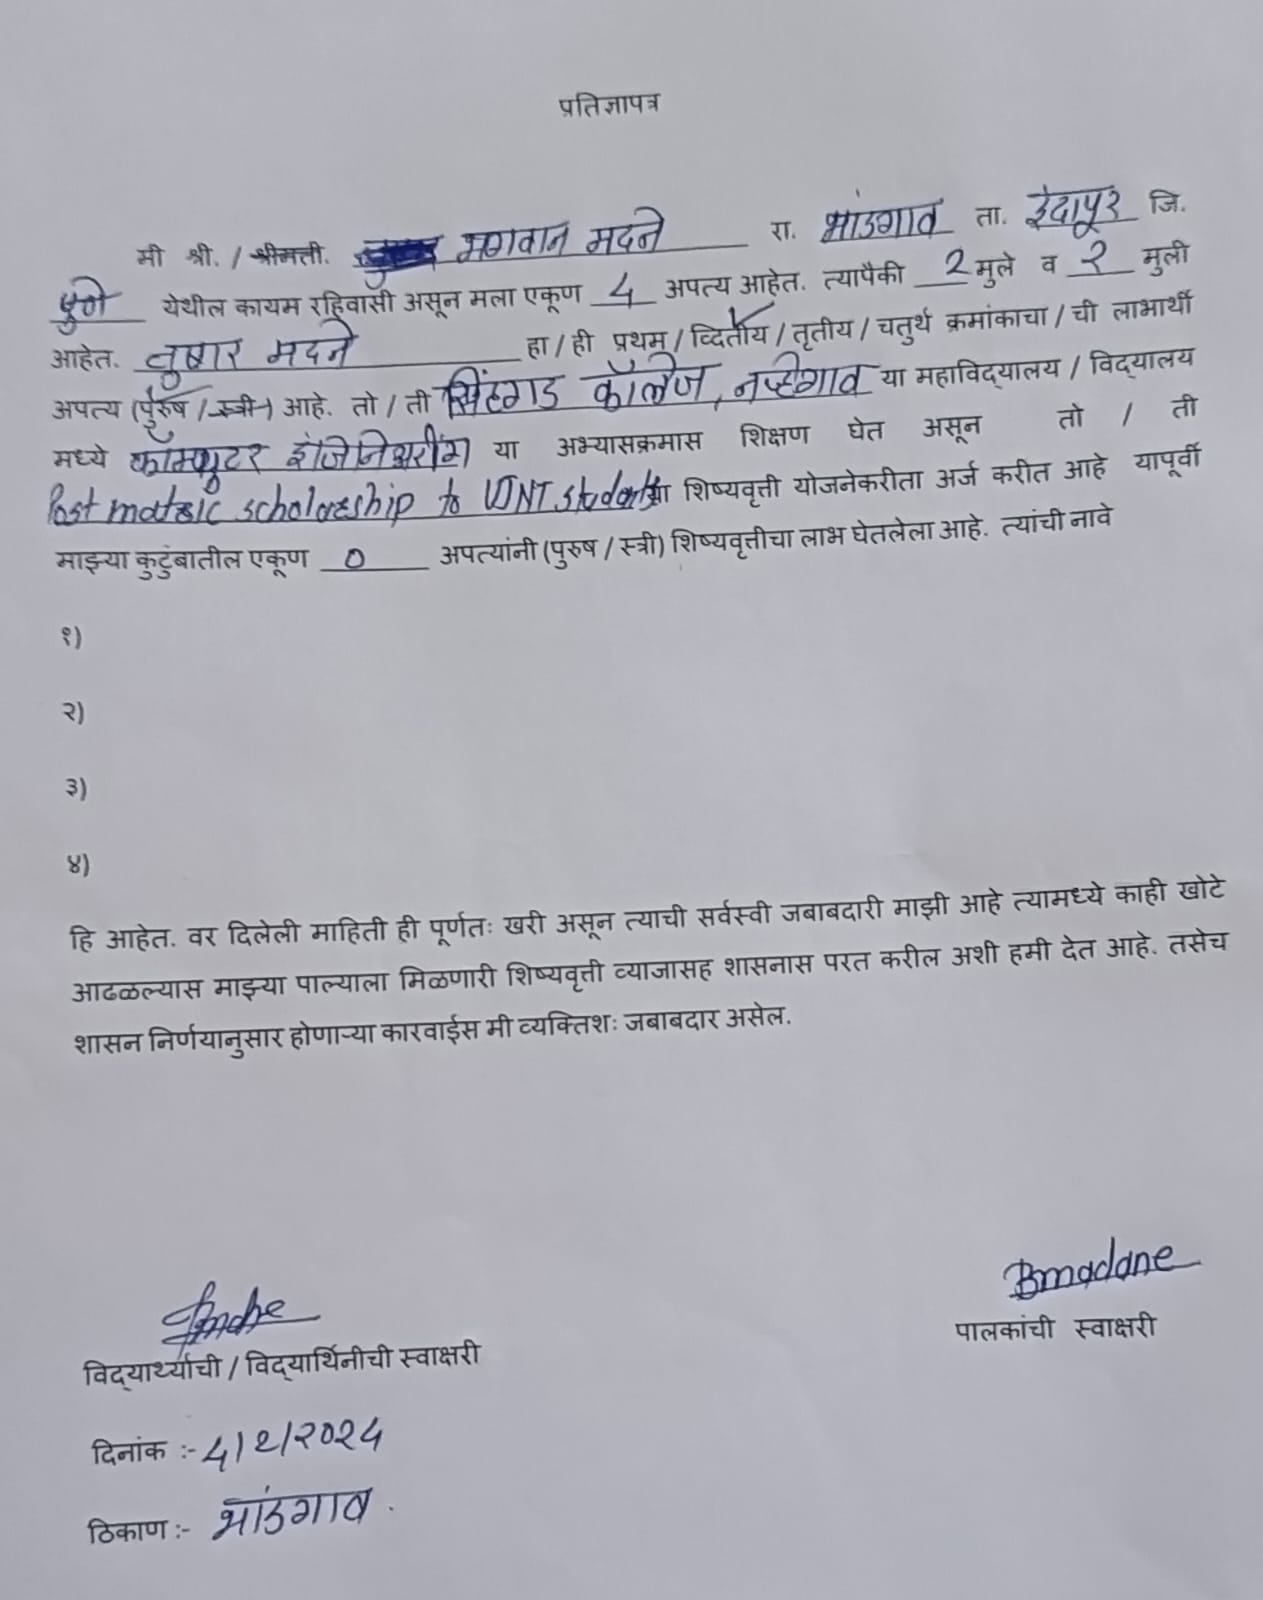 प्रतिज्ञापत्र
मी श्री. / श्रीमती. भगवान मदने रा. भांडगाव ता. इंदापूर जि.
पुणे येथील कायम रहिवासी असून मला एकूण 4 अपत्य आहेत. त्यापैकी 2 मुले व २ मुली
आहेत. तुषार मदने हा / ही प्रथम / व्दितीय / तृतीय / चतुर्थ क्रमांकाचा / ची लाभार्थी
अपत्य (पुरुष / स्त्री) आहे. तो / ती सिंहगड कॉलेज, नऱ्हेगाव या महाविद्यालय / विद्यालय
मध्ये कॉम्प्युटर इंजिनिअरींग या अभ्यासक्रमास शिक्षण घेत असून तो / ती
Post matric scholarship to VJNT students या शिष्यवृत्ती योजनेकरीता अर्ज करीत आहे यापूर्वी
माझ्या कुटुंबातील एकूण 0 अपत्यांनी (पुरुष / स्त्री) शिष्यवृत्तीचा लाभ घेतलेला आहे. त्यांची नावे
१)
२)
३)
४)
हि आहेत. वर दिलेली माहिती ही पूर्णतः खरी असून त्याची सर्वस्वी जबाबदारी माझी आहे त्यामध्ये काही खोटे
आढळल्यास माझ्या पाल्याला मिळणारी शिष्यवृत्ती व्याजासह शासनास परत करील अशी हमी देत आहे. तसेच
शासन निर्णयानुसार होणाऱ्या कारवाईस मी व्यक्तिशः जबाबदार असेल.
Bmadane
विद्यार्थ्याची / विद्यार्थिनीची स्वाक्षरी पालकांची स्वाक्षरी
दिनांक :- 4/2/2024
ठिकाण :- भांडगाव.